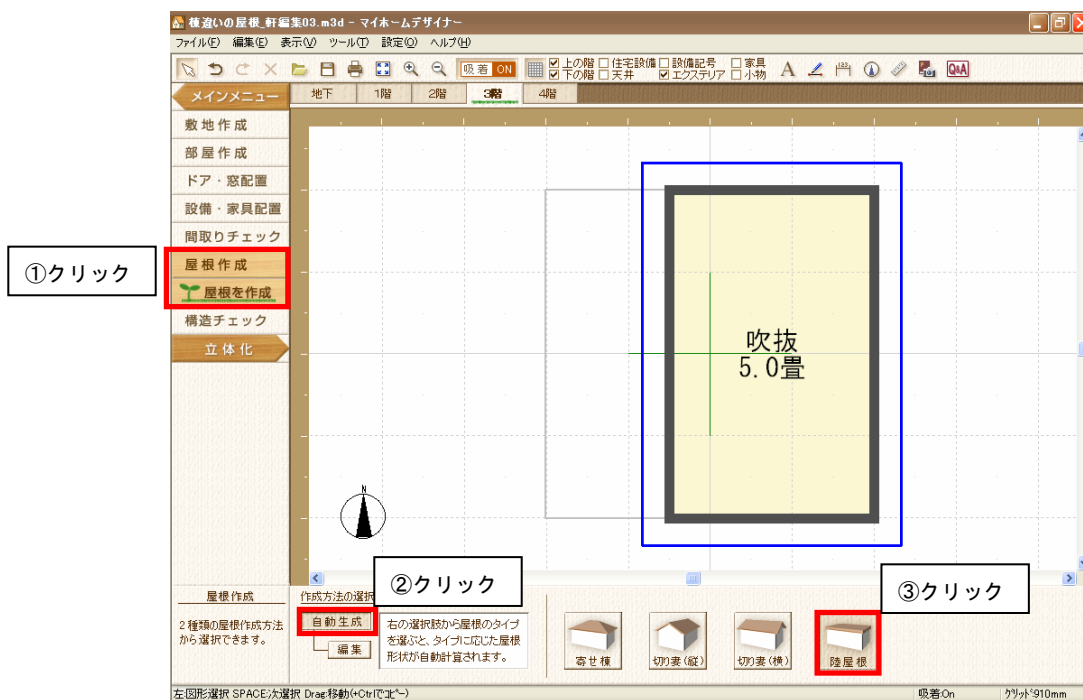 棟違いの屋根_軒編集03.m3d - マイホームデザイナー
ファイル(F) 編集(E) 表示(V) ツール(T) 設定(O) ヘルプ(H)
吸着 ON
上の階 住宅設備 設備記号 家具
下の階 天井 エクステリア 小物
A
123
Q&A
メインメニュー
地下 1階 2階 3階 4階
敷地作成
部屋作成
ドア・窓配置
設備・家具配置
間取りチェック
①クリック
屋根作成
屋根を作成
構造チェック
立体化
吹抜
5.0畳
N
②クリック
③クリック
屋根作成
2種類の屋根作成方法
から選択できます。
作成方法の選択
自動生成
編集
右の選択肢から屋根のタイプ
を選ぶと、タイプに応じた屋根
形状が自動計算されます。
寄せ棟 切り妻(縦) 切り妻(横) 陸屋根
左:図形選択 SPACE:次選択 Drag:移動(+Ctrlでコピー) 吸着:On グリッド:910mm